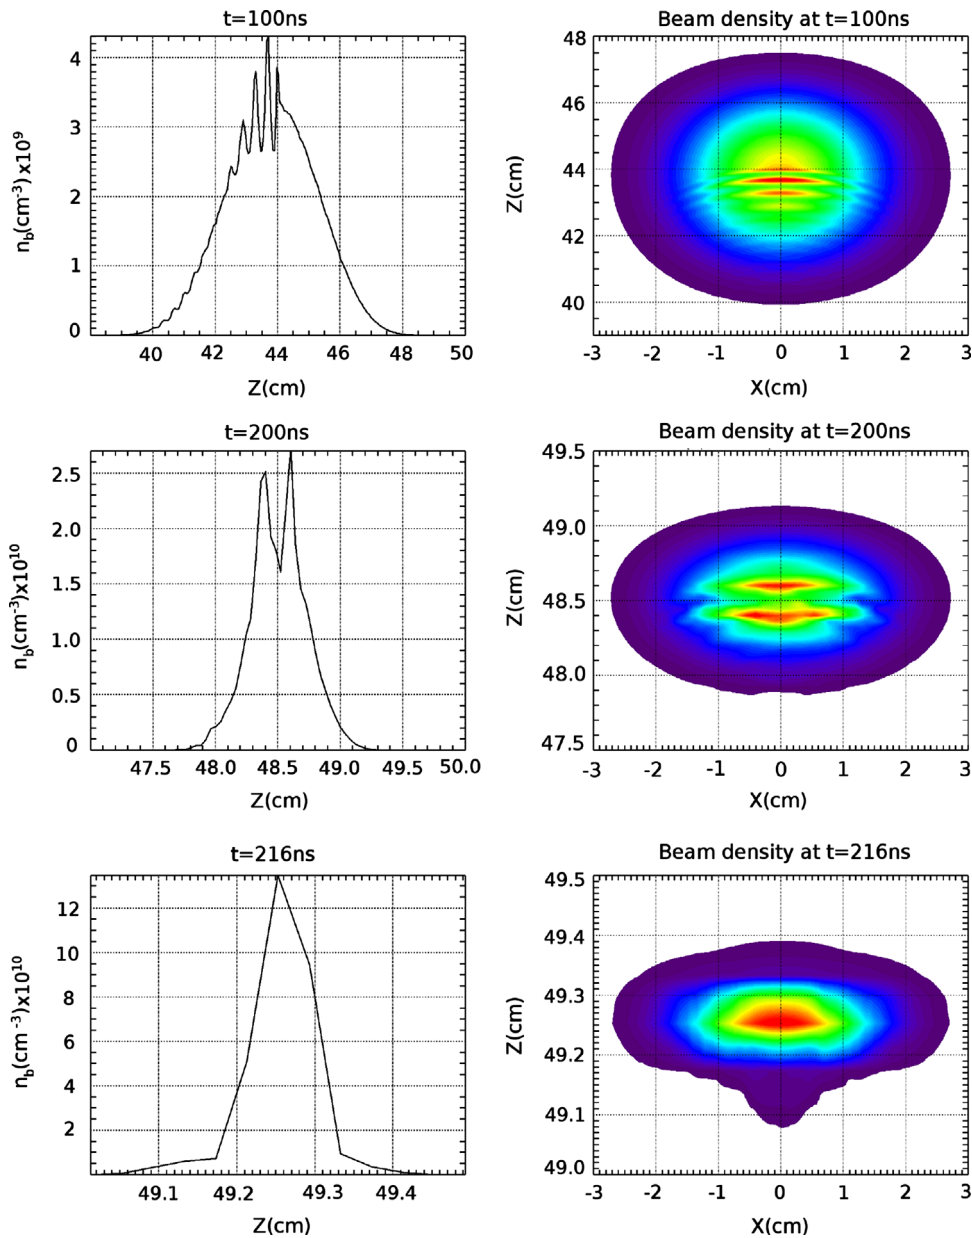 t=100ns
Beam density at t=100ns
n_b(cm⁻³) x10⁹
4
3
2
1
0
40 42 44 46 48 50
Z(cm)
Z(cm)
48
46
44
42
40
-3 -2 -1 0 1 2 3
X(cm)
t=200ns
Beam density at t=200ns
n_b(cm⁻³)x10¹⁰
2.5
2.0
1.5
1.0
0.5
0
47.5 48.0 48.5 49.0 49.5 50.0
Z(cm)
Z(cm)
49.5
49.0
48.5
48.0
47.5
-3 -2 -1 0 1 2 3
X(cm)
t=216ns
Beam density at t=216ns
n_b(cm⁻³)x10¹⁰
12
10
8
6
4
2
49.1 49.2 49.3 49.4
Z(cm)
Z(cm)
49.5
49.4
49.3
49.2
49.1
49.0
-3 -2 -1 0 1 2 3
X(cm)